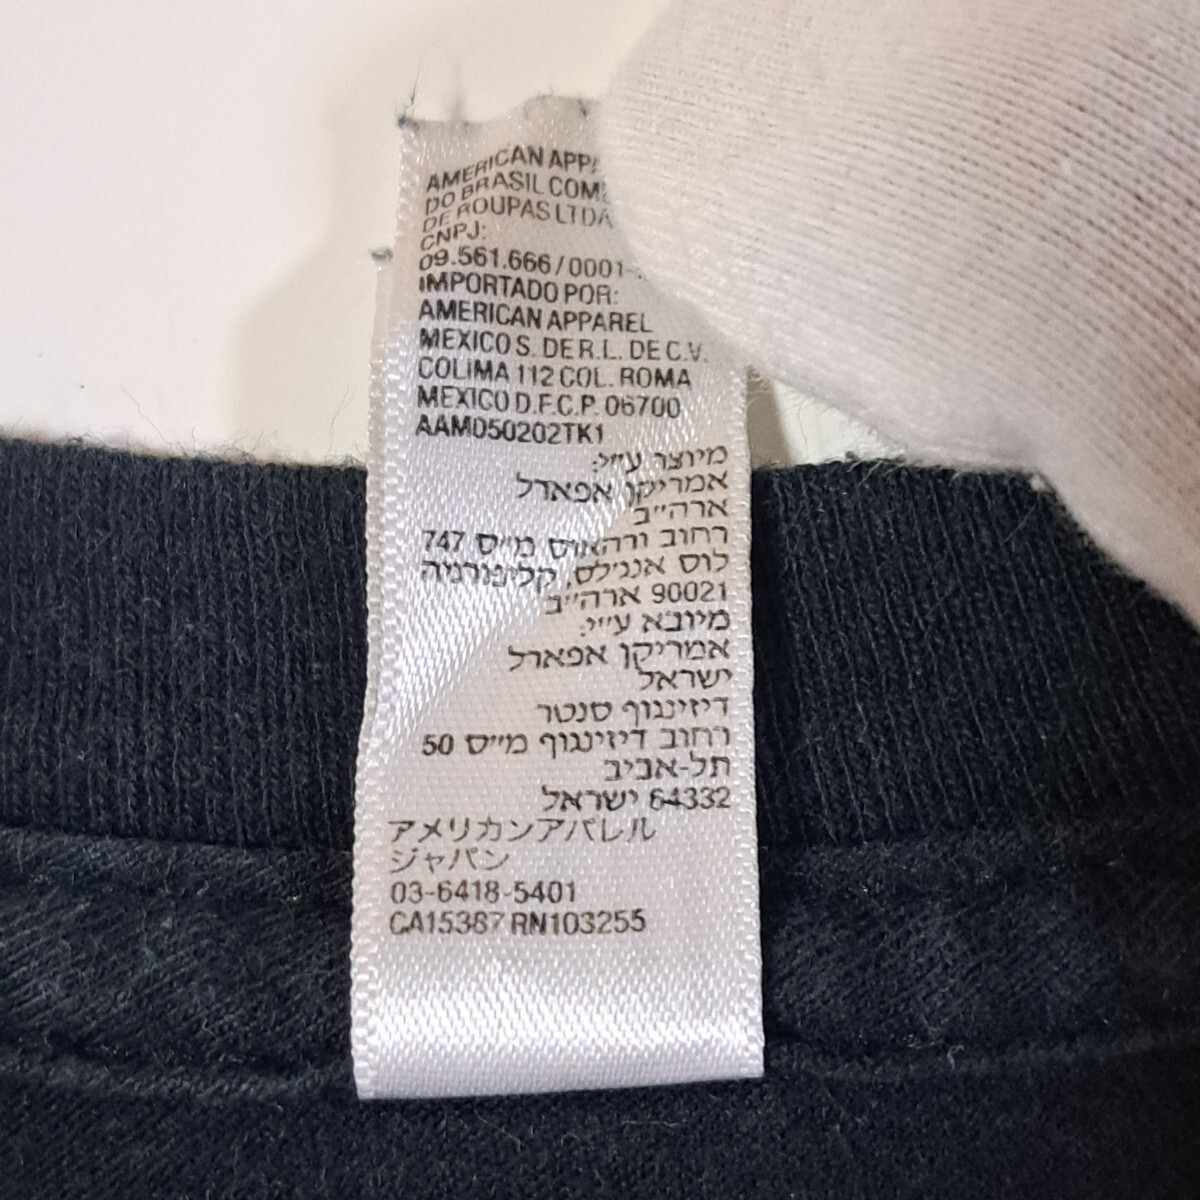 AMERICAN
DO BRASIL
DE ROUPAS LTDA
CNPJ:
09.561.666/0001-
IMPORTADO POR:
AMERICAN APPAREL
MEXICO S. DE R.L. DE C.V.
COLIMA 112 COL. ROMA
MEXICO D.F.C.P. 06700
AAM050202TK1
מיוצר ע״י:
אמריקן אפארל
ארה״ב
רחוב ורהאוס מ״ס 747
לוס אנג׳לס, קליפורניה
90021 ארה״ב
מיובא ע״י:
אמריקן אפארל
ישראל
דיזינגוף סנטר
רחוב דיזינגוף מ״ס 50
תל-אביב
64332 ישראל
アメリカンアパレル
ジャパン
03-6418-5401
CA15387 RN103255